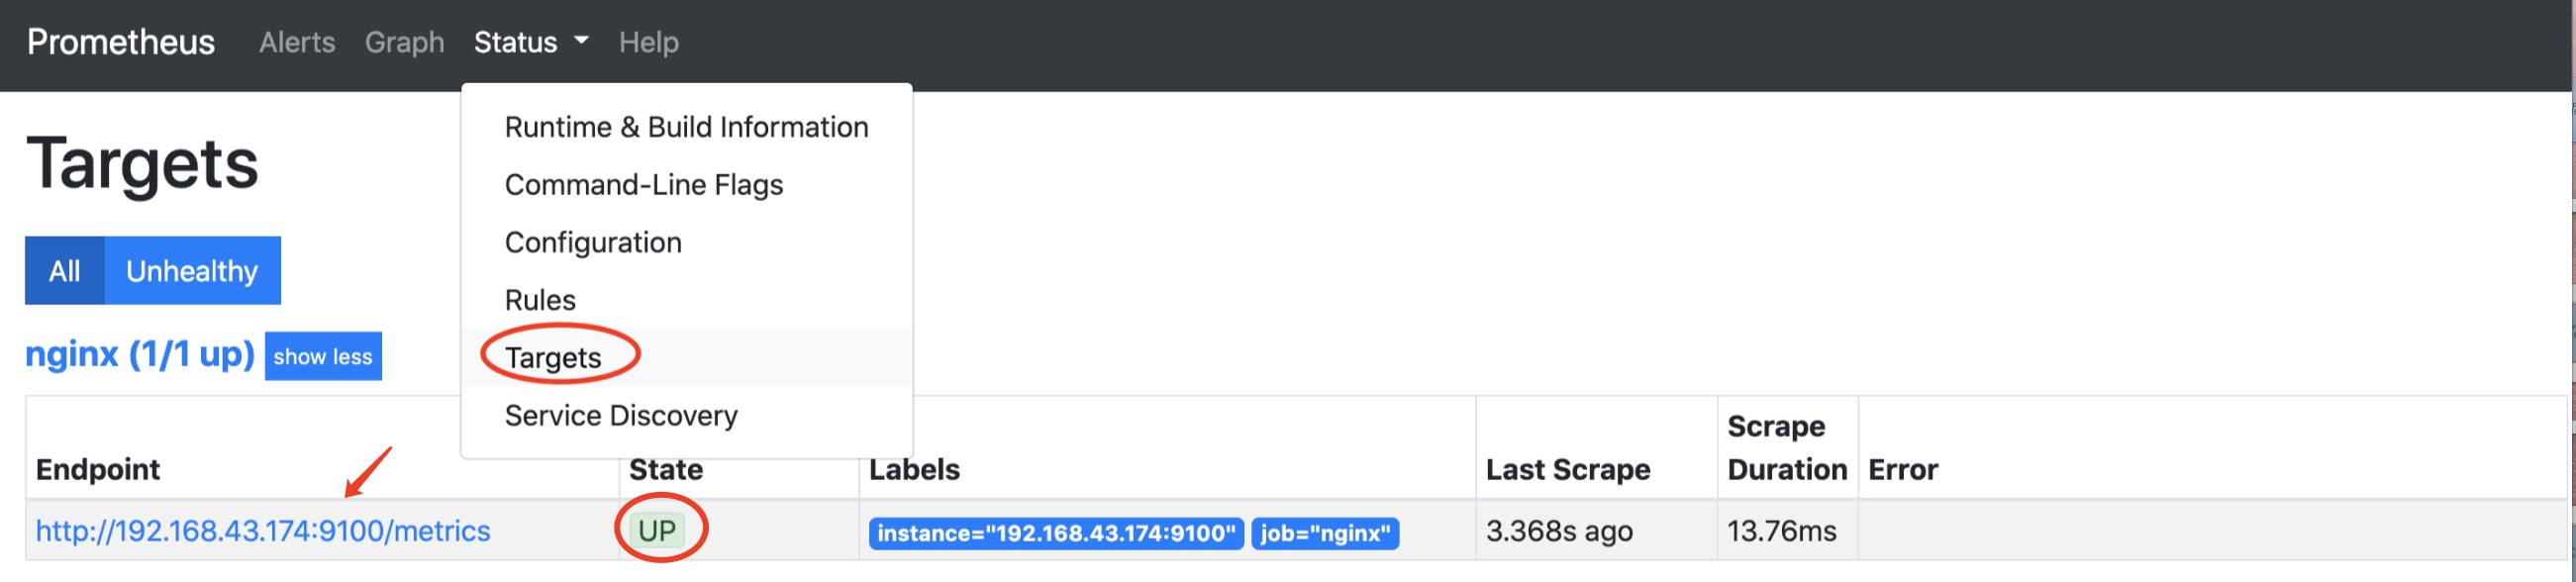 Prometheus Alerts Graph Status Help
Runtime & Build Information
Command-Line Flags
Configuration
Rules
Targets
Service Discovery
Targets
All Unhealthy
nginx (1/1 up) show less
Endpoint State Labels Last Scrape Scrape Duration Error
http://192.168.43.174:9100/metrics UP instance="192.168.43.174:9100" job="nginx" 3.368s ago 13.76ms